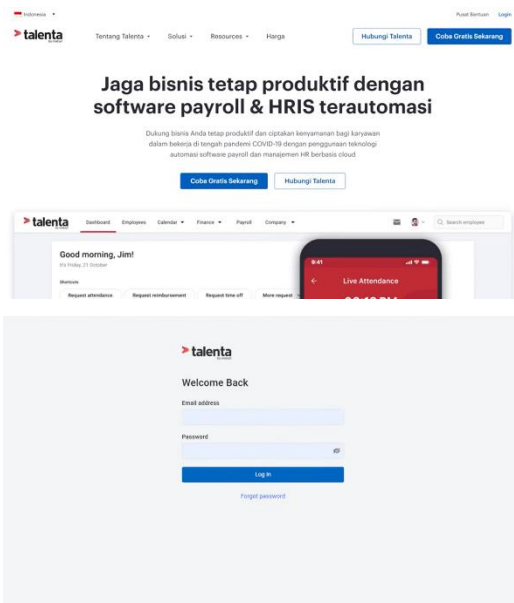 Indonesia
Pusat Bantuan Login
talenta
Tentang Talenta Solusi Resources Harga
Hubungi Talenta Coba Gratis Sekarang
Jaga bisnis tetap produktif dengan
software payroll & HRIS terautomasi
Dukung bisnis Anda tetap produktif dan ciptakan kenyamanan bagi karyawan
dalam bekerja di tengah pandemi COVID-19 dengan penggunaan teknologi
automasi software payroll dan manajemen HR berbasis cloud
Coba Gratis Sekarang Hubungi Talenta
talenta Dashboard Employees Calendar Finance Payroll Company Search employee
Good morning, Jim!
It's Friday, 21 October
Shortcuts
Request attendance Request reimbursement Request time off More request
9:41
Live Attendance
talenta
Welcome Back
Email address
Password
Log In
Forgot password